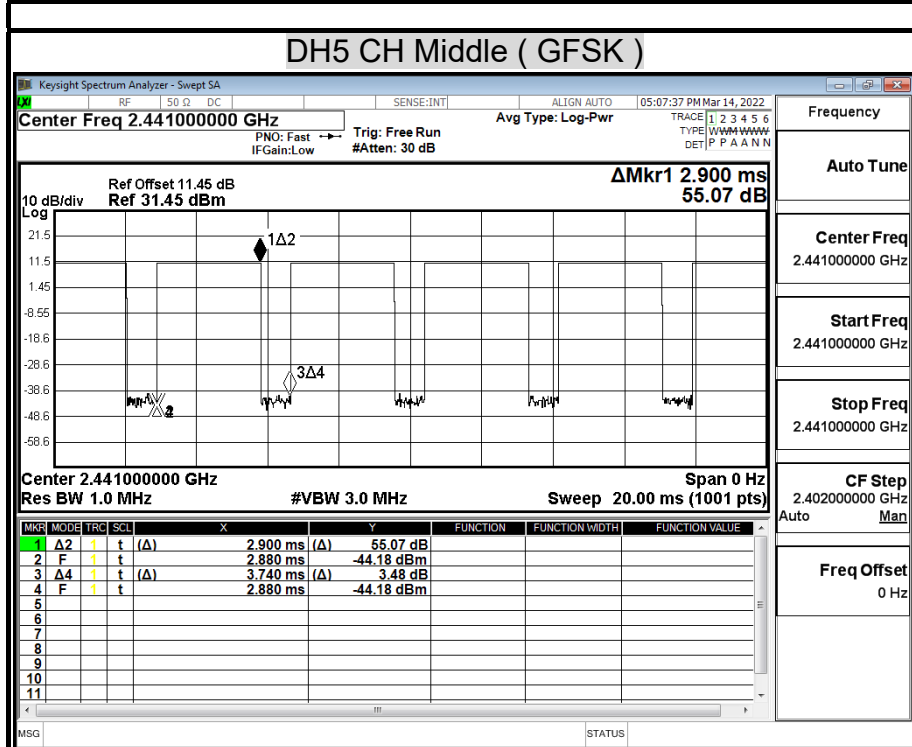 DH5 CH Middle ( GFSK )
Keysight Spectrum Analyzer - Swept SA
LXI RF 50 Ω DC SENSE:INT ALIGN AUTO 05:07:37 PM Mar 14, 2022
Center Freq 2.441000000 GHz
PNO: Fast
IFGain:Low
Trig: Free Run
#Atten: 30 dB
Avg Type: Log-Pwr
TRACE 1 2 3 4 5 6
TYPE WWMWWW
DET P P A A N N
ΔMkr1 2.900 ms
55.07 dB
Ref Offset 11.45 dB
10 dB/div Ref 31.45 dBm
Log
21.5
11.5
1.45
-8.55
-18.6
-28.6
-38.6
-48.6
-58.6
1Δ2
3Δ4
Center 2.441000000 GHz Span 0 Hz
Res BW 1.0 MHz #VBW 3.0 MHz Sweep 20.00 ms (1001 pts)
MKR MODE TRC SCL X Y FUNCTION FUNCTION WIDTH FUNCTION VALUE
1 Δ2 1 t (Δ) 2.900 ms (Δ) 55.07 dB
2 F 1 t 2.880 ms -44.18 dBm
3 Δ4 1 t (Δ) 3.740 ms (Δ) 3.48 dB
4 F 1 t 2.880 ms -44.18 dBm
5
6
7
8
9
10
11
MSG STATUS
Frequency
Auto Tune
Center Freq
2.441000000 GHz
Start Freq
2.441000000 GHz
Stop Freq
2.441000000 GHz
CF Step
2.402000000 GHz
Auto Man
Freq Offset
0 Hz